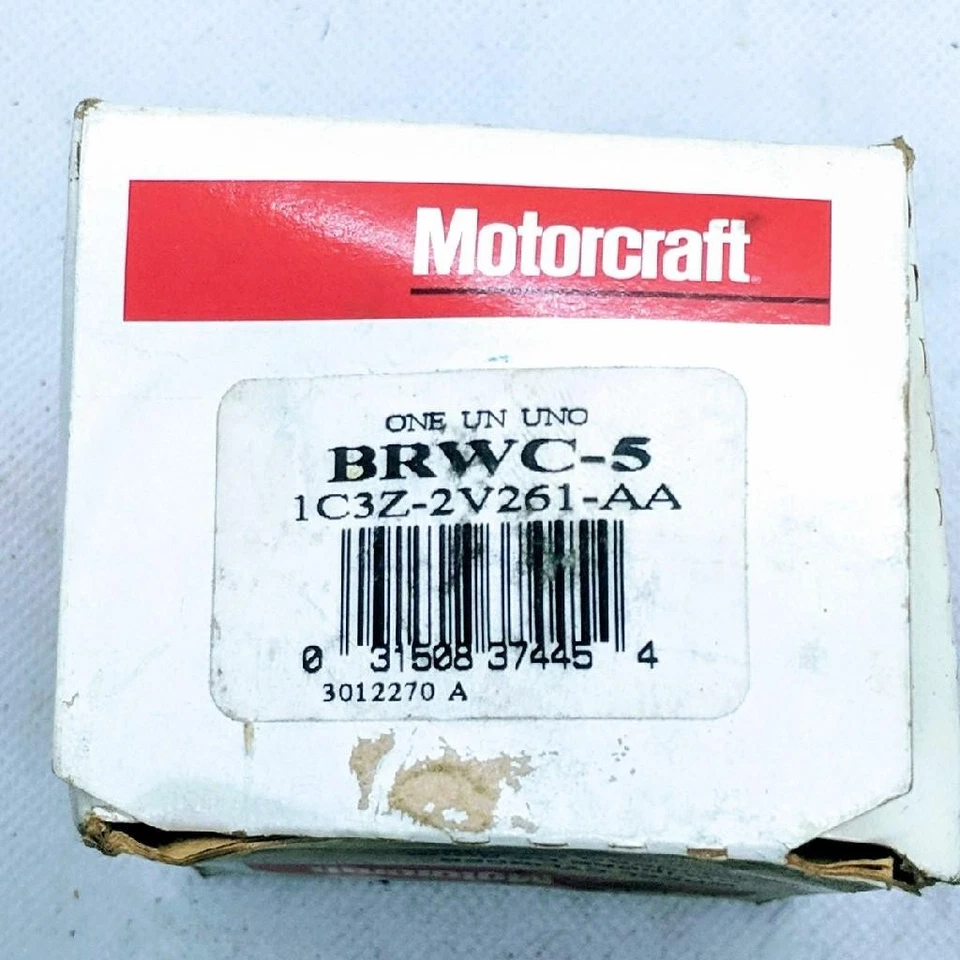 Motorcraft
ONE UN UNO
BRWC-5
1C3Z-2V261-AA
0 31508 37445 4
3012270 A